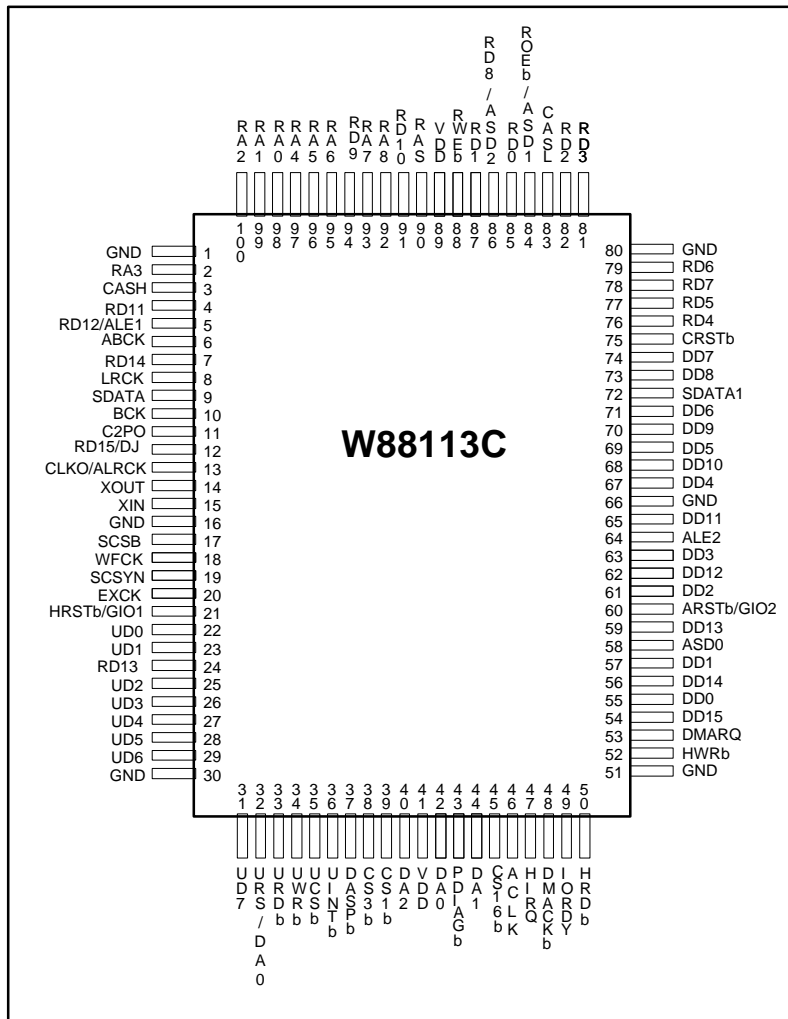 RA2
RA1
RA0
RA4
RA5
RA6
RD9
RA7
RA8
RD10
RAS
VDD
RWEb
RD1
RD8/ASD2
RD0
ROEb/ASD1
CASL
RD2
RD3
100
99
98
97
96
95
94
93
92
91
90
89
88
87
86
85
84
83
82
81
GND 1
RA3 2
CASH 3
RD11 4
RD12/ALE1 5
ABCK 6
RD14 7
LRCK 8
SDATA 9
BCK 10
C2PO 11
RD15/DJ 12
CLKO/ALRCK 13
XOUT 14
XIN 15
GND 16
SCSB 17
WFCK 18
SCSYN 19
EXCK 20
HRSTb/GIO1 21
UD0 22
UD1 23
RD13 24
UD2 25
UD3 26
UD4 27
UD5 28
UD6 29
GND 30
W88113C
80 GND
79 RD6
78 RD7
77 RD5
76 RD4
75 CRSTb
74 DD7
73 DD8
72 SDATA1
71 DD6
70 DD9
69 DD5
68 DD10
67 DD4
66 GND
65 DD11
64 ALE2
63 DD3
62 DD12
61 DD2
60 ARSTb/GIO2
59 DD13
58 ASD0
57 DD1
56 DD14
55 DD0
54 DD15
53 DMARQ
52 HWRb
51 GND
31
32
33
34
35
36
37
38
39
40
41
42
43
44
45
46
47
48
49
50
UD7
URS/DA0
URDb
UWRb
UCSb
UINTb
DASPb
CS3b
CS1b
DA2
VDD
DA0
PDIAGb
DA1
CS16b
ACLK
HIRQ
DMACKb
IORDY
HRDb